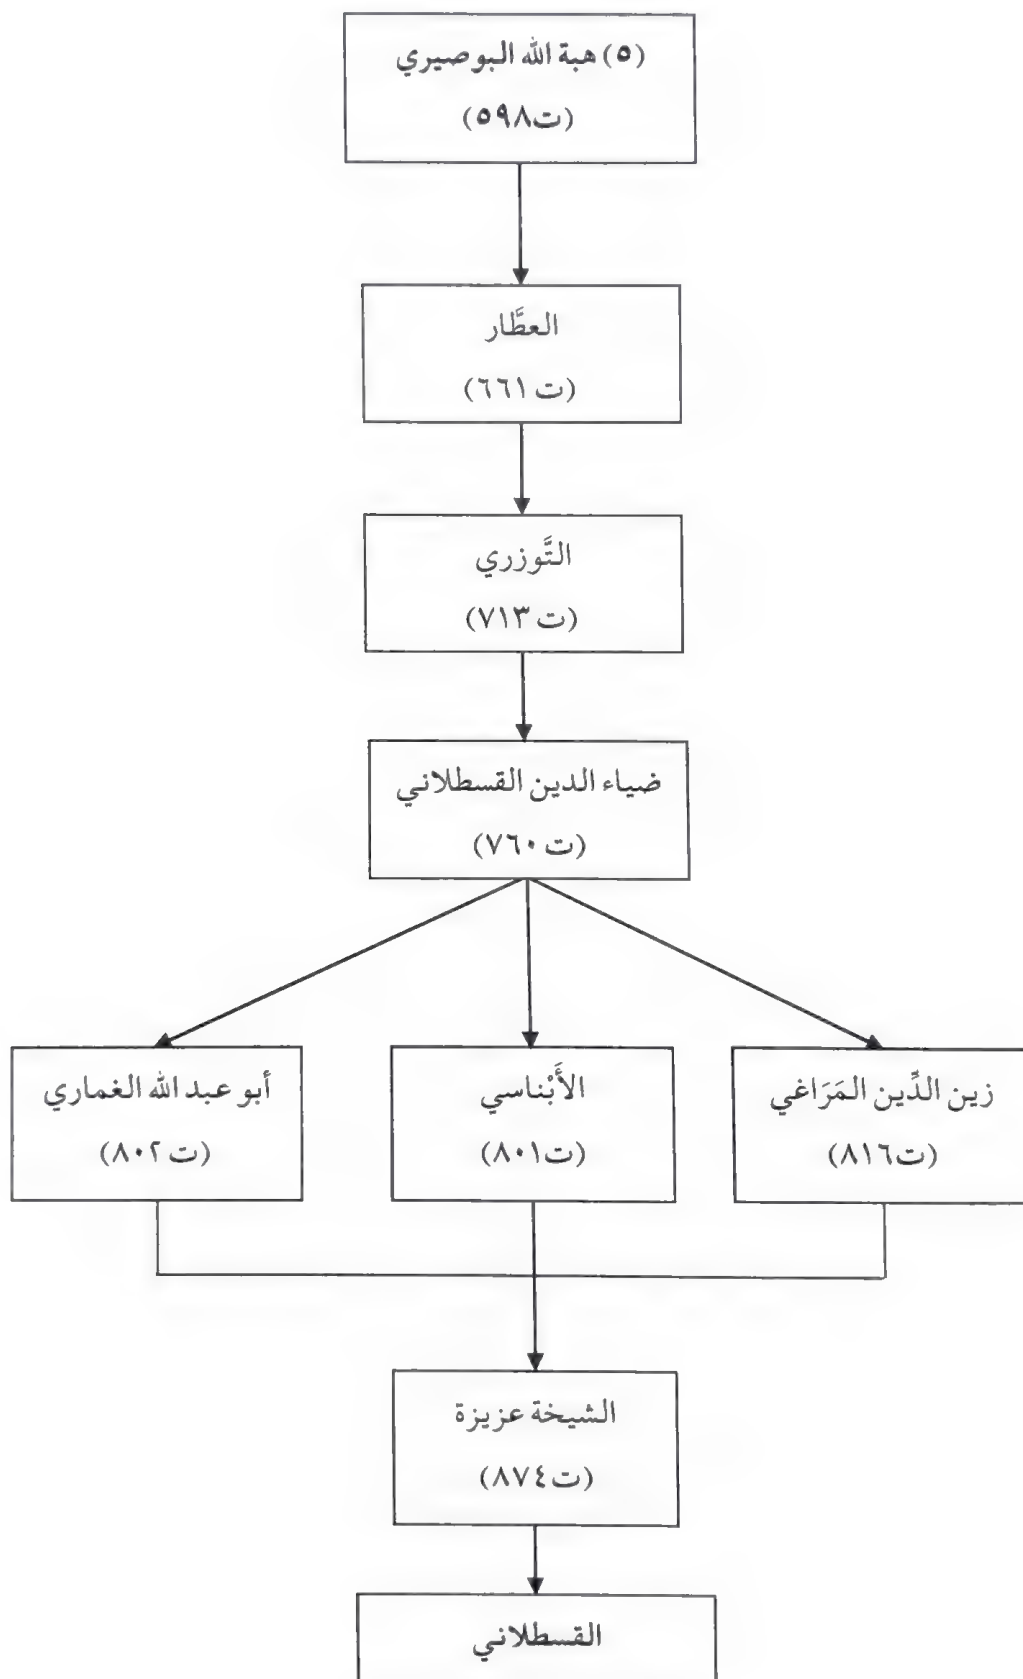 (٥) هبة الله البوصيري
(ت٥٩٨)
العطَّار
(ت ٦٦١)
التَّوزري
(ت ٧١٣)
ضياء الدين القسطلاني
(ت ٧٦٠)
زين الدِّين المَرَاغي
(ت٨١٦)
الأَبْناسي
(ت٨٠١)
أبو عبد الله الغماري
(ت ٨٠٢)
الشيخة عزيزة
(ت ٨٧٤)
القسطلاني